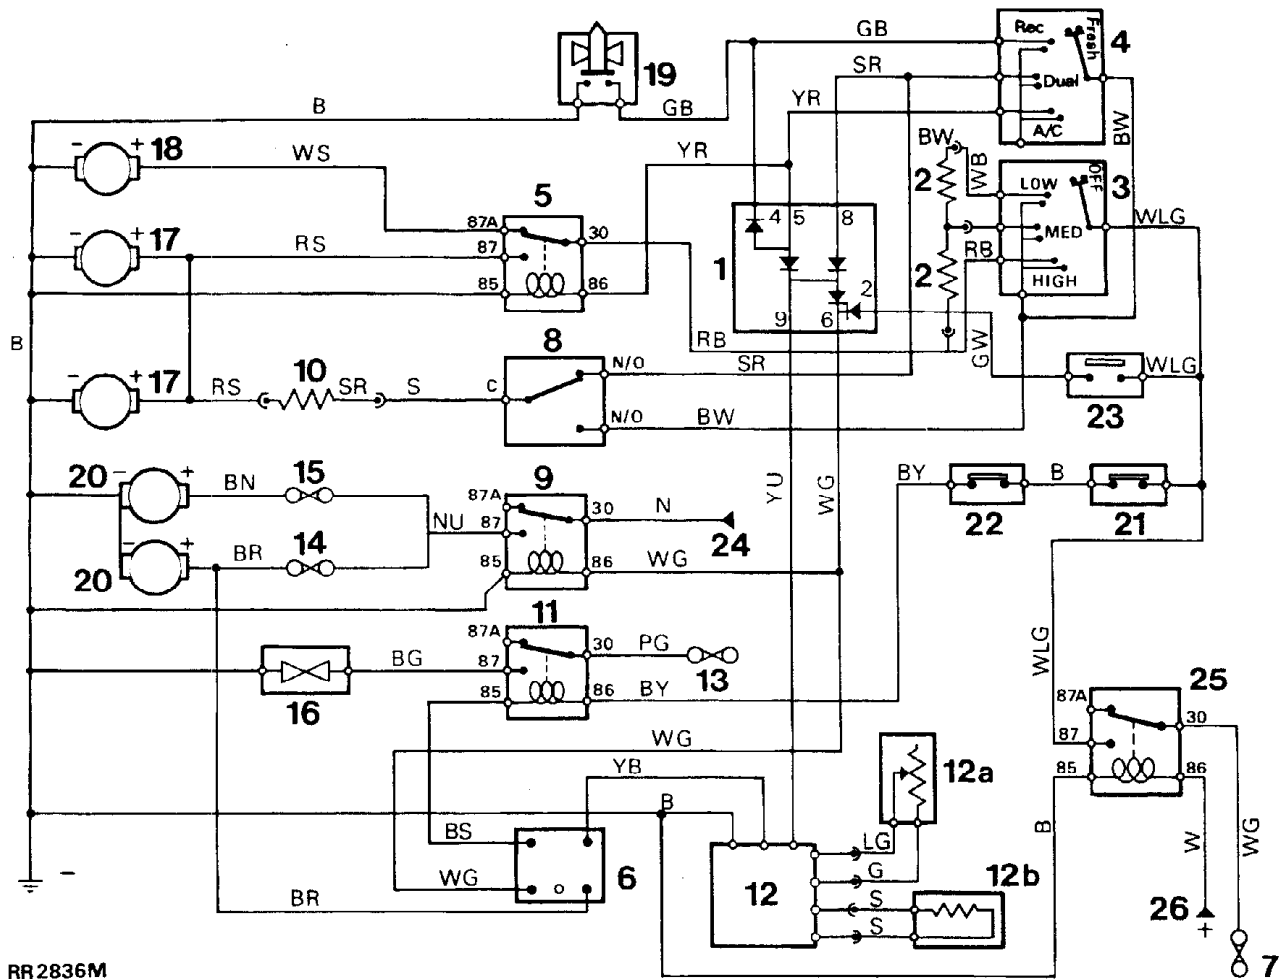 GB
Rec
Fresh
4
SR
Dual
19
B
GB
YR
A/C
BW
- + 18
WS
YR
BW
WB
2
LOW
OFF
3
5
87A
30
4 5 8
MED
WLG
- + 17
RS
87
1
RB
HIGH
85
86
2
2
9 6
B
8
RB
GW
N/O
SR
WLG
- + 17
RS
10
SR
S
C
23
N/O
BW
20 - +
BN
15
9
87A
30
N
YU
WG
BY
B
22
21
NU
87
24
20 - +
BR
14
85
86
WG
11
87A
30
PG
WLG
BG
87
13
25
16
85
86
BY
87A
30
WG
87
YB
12a
85
86
B
BS
LG
B
W
WG
WG
6
12
G
12b
-
BR
S
S
26
+
7
RR2836M